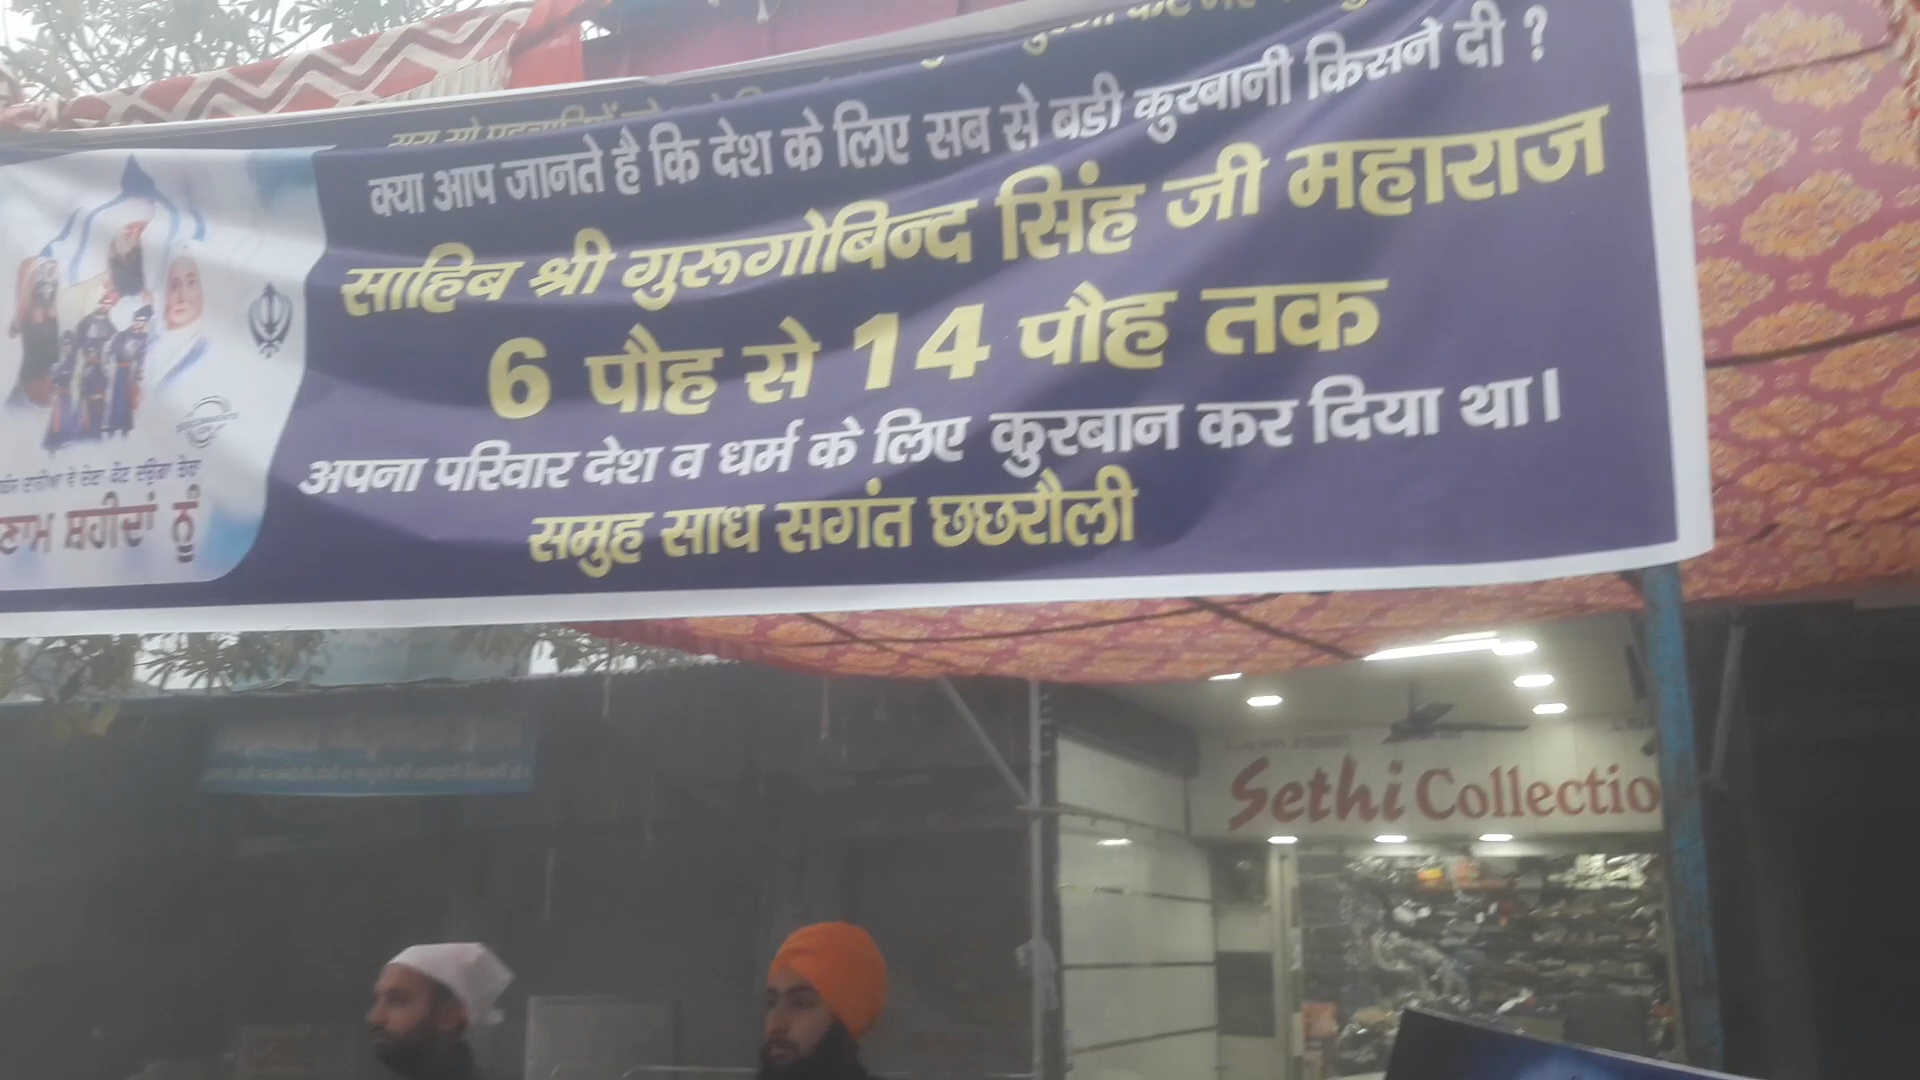 क्या आप जानते है कि देश के लिए सब से बडी कुरबानी किसने दी ?
साहिब श्री गुरूगोबिन्द सिंह जी महाराज
6 पौह से 14 पौह तक
अपना परिवार देश व धर्म के लिए कुरबान कर दिया था।
समुह साध सगंत छछरौली
ਸ਼ਹੀਦਾਂ ਨੂੰ
Sethi Collectio